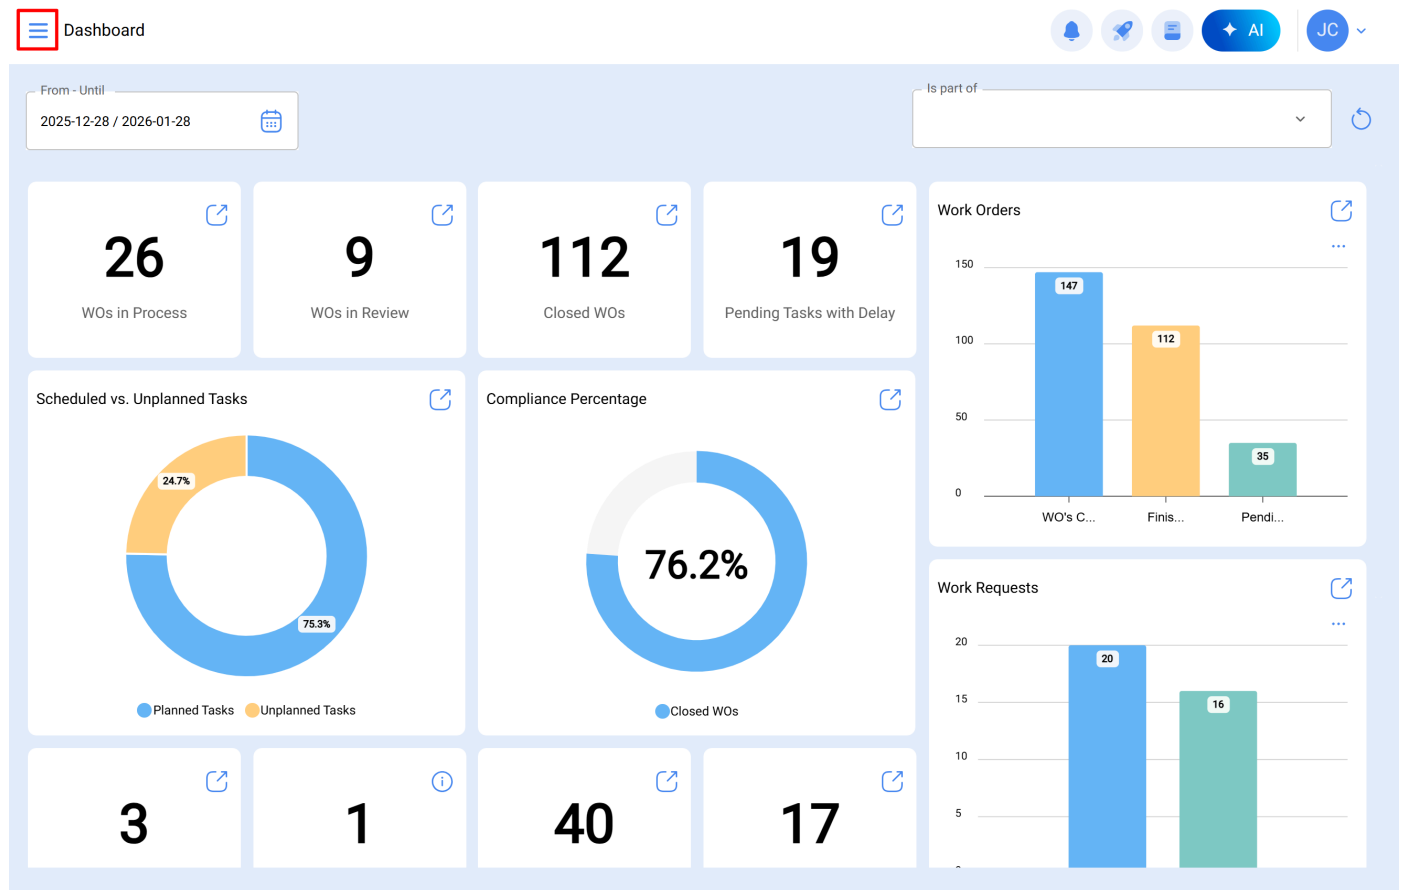 Dashboard
AI
JC
From - Until
2025-12-28 / 2026-01-28
Is part of
26
WOs in Process
9
WOs in Review
112
Closed WOs
19
Pending Tasks with Delay
Work Orders
...
150
100
50
0
147
112
35
WO's C...
Finis...
Pendi...
Scheduled vs. Unplanned Tasks
24.7%
75.3%
Planned Tasks
Unplanned Tasks
Compliance Percentage
76.2%
Closed WOs
Work Requests
...
20
15
10
5
20
16
3
1
40
17